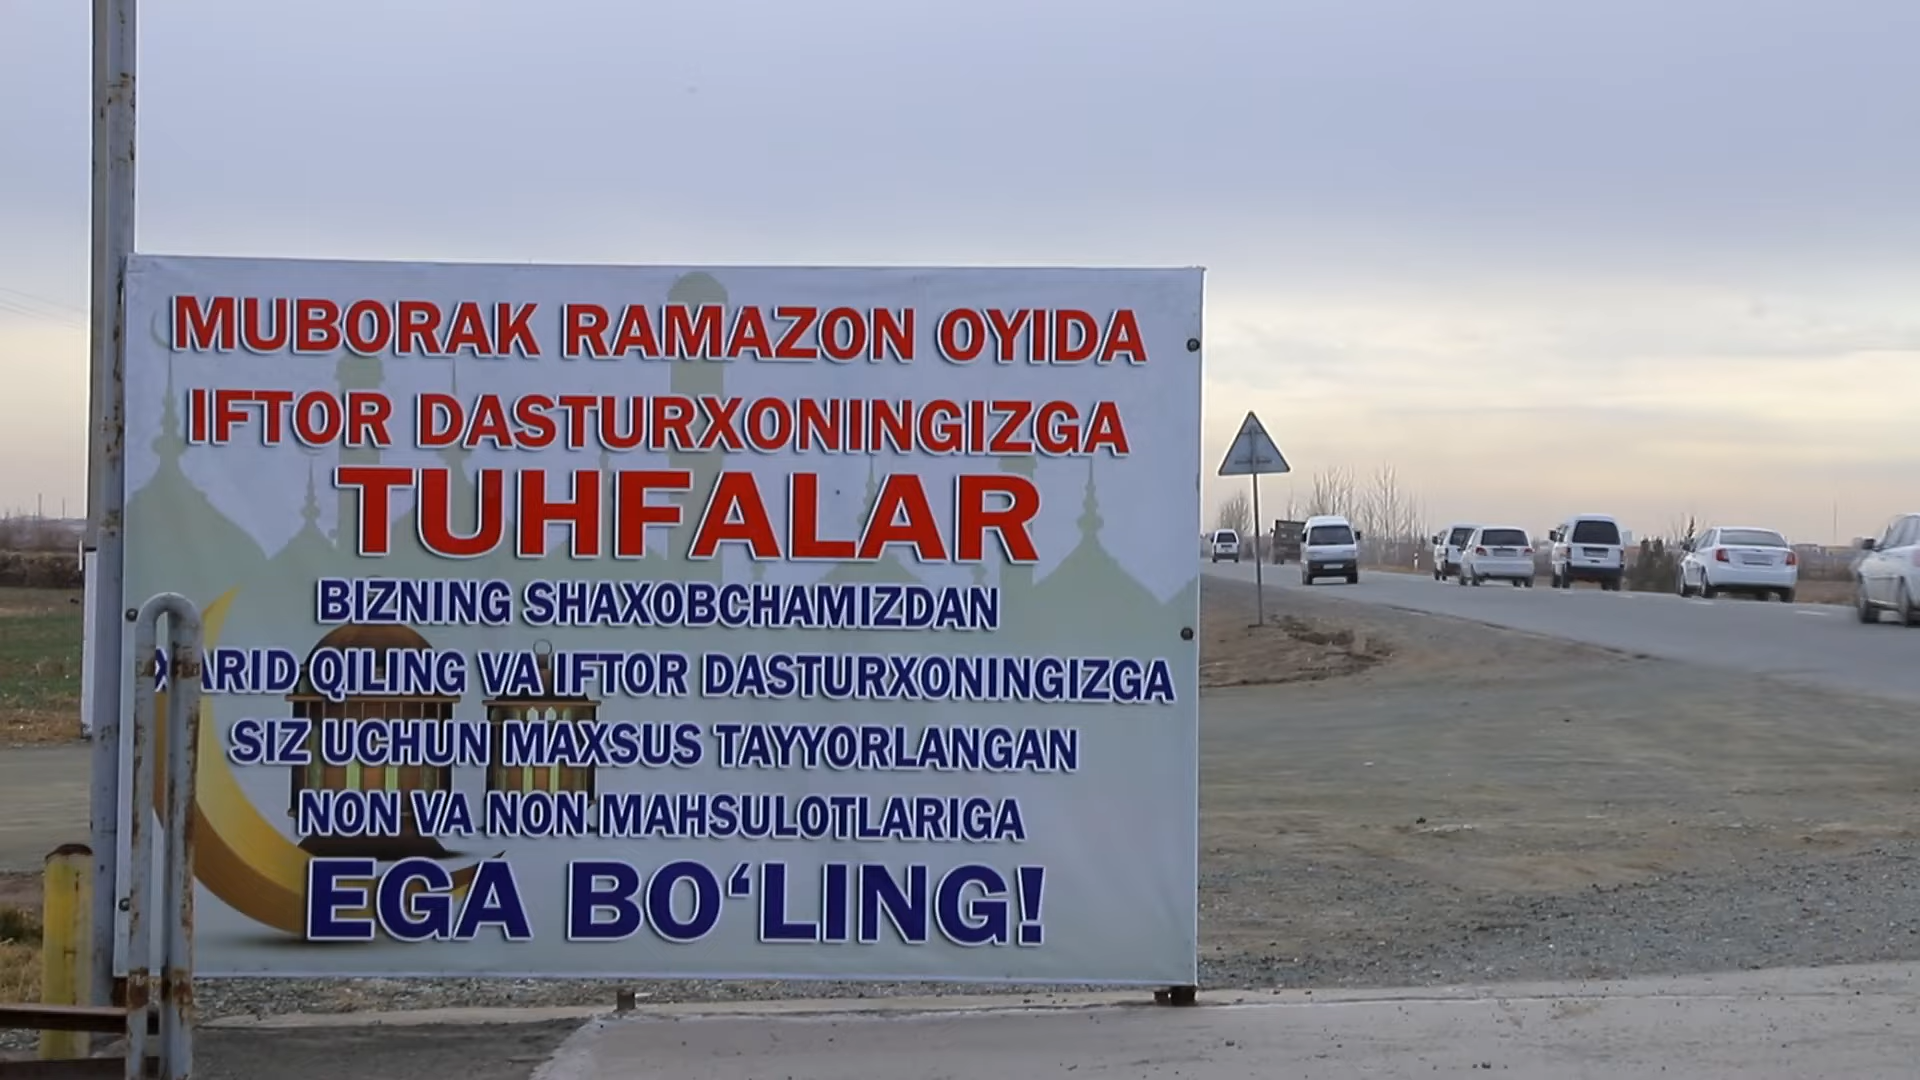 MUBORAK RAMAZON OYIDA
IFTOR DASTURXONINGIZGA
TUHFALAR
BIZNING SHAXOBCHAMIZDAN
XARID QILING VA IFTOR DASTURXONINGIZGA
SIZ UCHUN MAXSUS TAYYORLANGAN
NON VA NON MAHSULOTLARIGA
EGA BO‘LING!